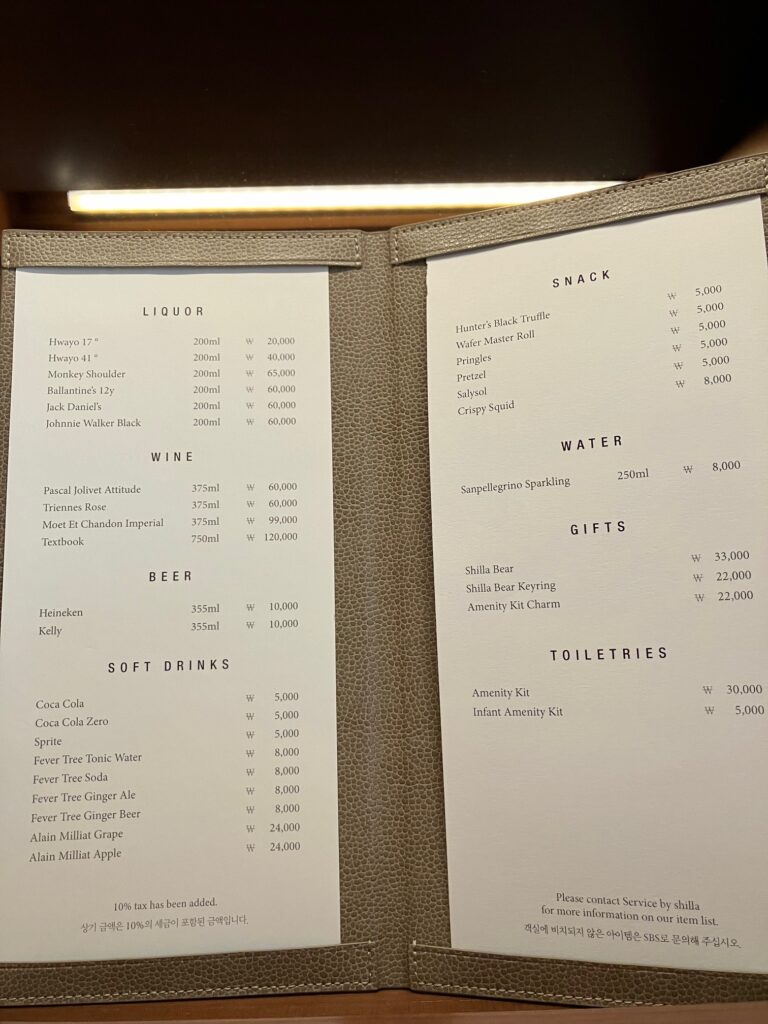 LIQUOR
Hwayo 17 ° 200ml ₩ 20,000
Hwayo 41 ° 200ml ₩ 40,000
Monkey Shoulder 200ml ₩ 65,000
Ballantine's 12y 200ml ₩ 60,000
Jack Daniel's 200ml ₩ 60,000
Johnnie Walker Black 200ml ₩ 60,000
WINE
Pascal Jolivet Attitude 375ml ₩ 60,000
Triennes Rose 375ml ₩ 60,000
Moet Et Chandon Imperial 375ml ₩ 99,000
Textbook 750ml ₩ 120,000
BEER
Heineken 355ml ₩ 10,000
Kelly 355ml ₩ 10,000
SOFT DRINKS
Coca Cola ₩ 5,000
Coca Cola Zero ₩ 5,000
Sprite ₩ 5,000
Fever Tree Tonic Water ₩ 8,000
Fever Tree Soda ₩ 8,000
Fever Tree Ginger Ale ₩ 8,000
Fever Tree Ginger Beer ₩ 8,000
Alain Milliat Grape ₩ 24,000
Alain Milliat Apple ₩ 24,000
10% tax has been added.
상기 금액은 10%의 세금이 포함된 금액입니다.
SNACK
Hunter's Black Truffle ₩ 5,000
Wafer Master Roll ₩ 5,000
Pringles ₩ 5,000
Pretzel ₩ 5,000
Salysol ₩ 5,000
Crispy Squid ₩ 8,000
WATER
Sanpellegrino Sparkling 250ml ₩ 8,000
GIFTS
Shilla Bear ₩ 33,000
Shilla Bear Keyring ₩ 22,000
Amenity Kit Charm ₩ 22,000
TOILETRIES
Amenity Kit ₩ 30,000
Infant Amenity Kit ₩ 5,000
Please contact Service by shilla
for more information on our item list.
객실에 비치되지 않은 아이템은 SBS로 문의해 주십시오.